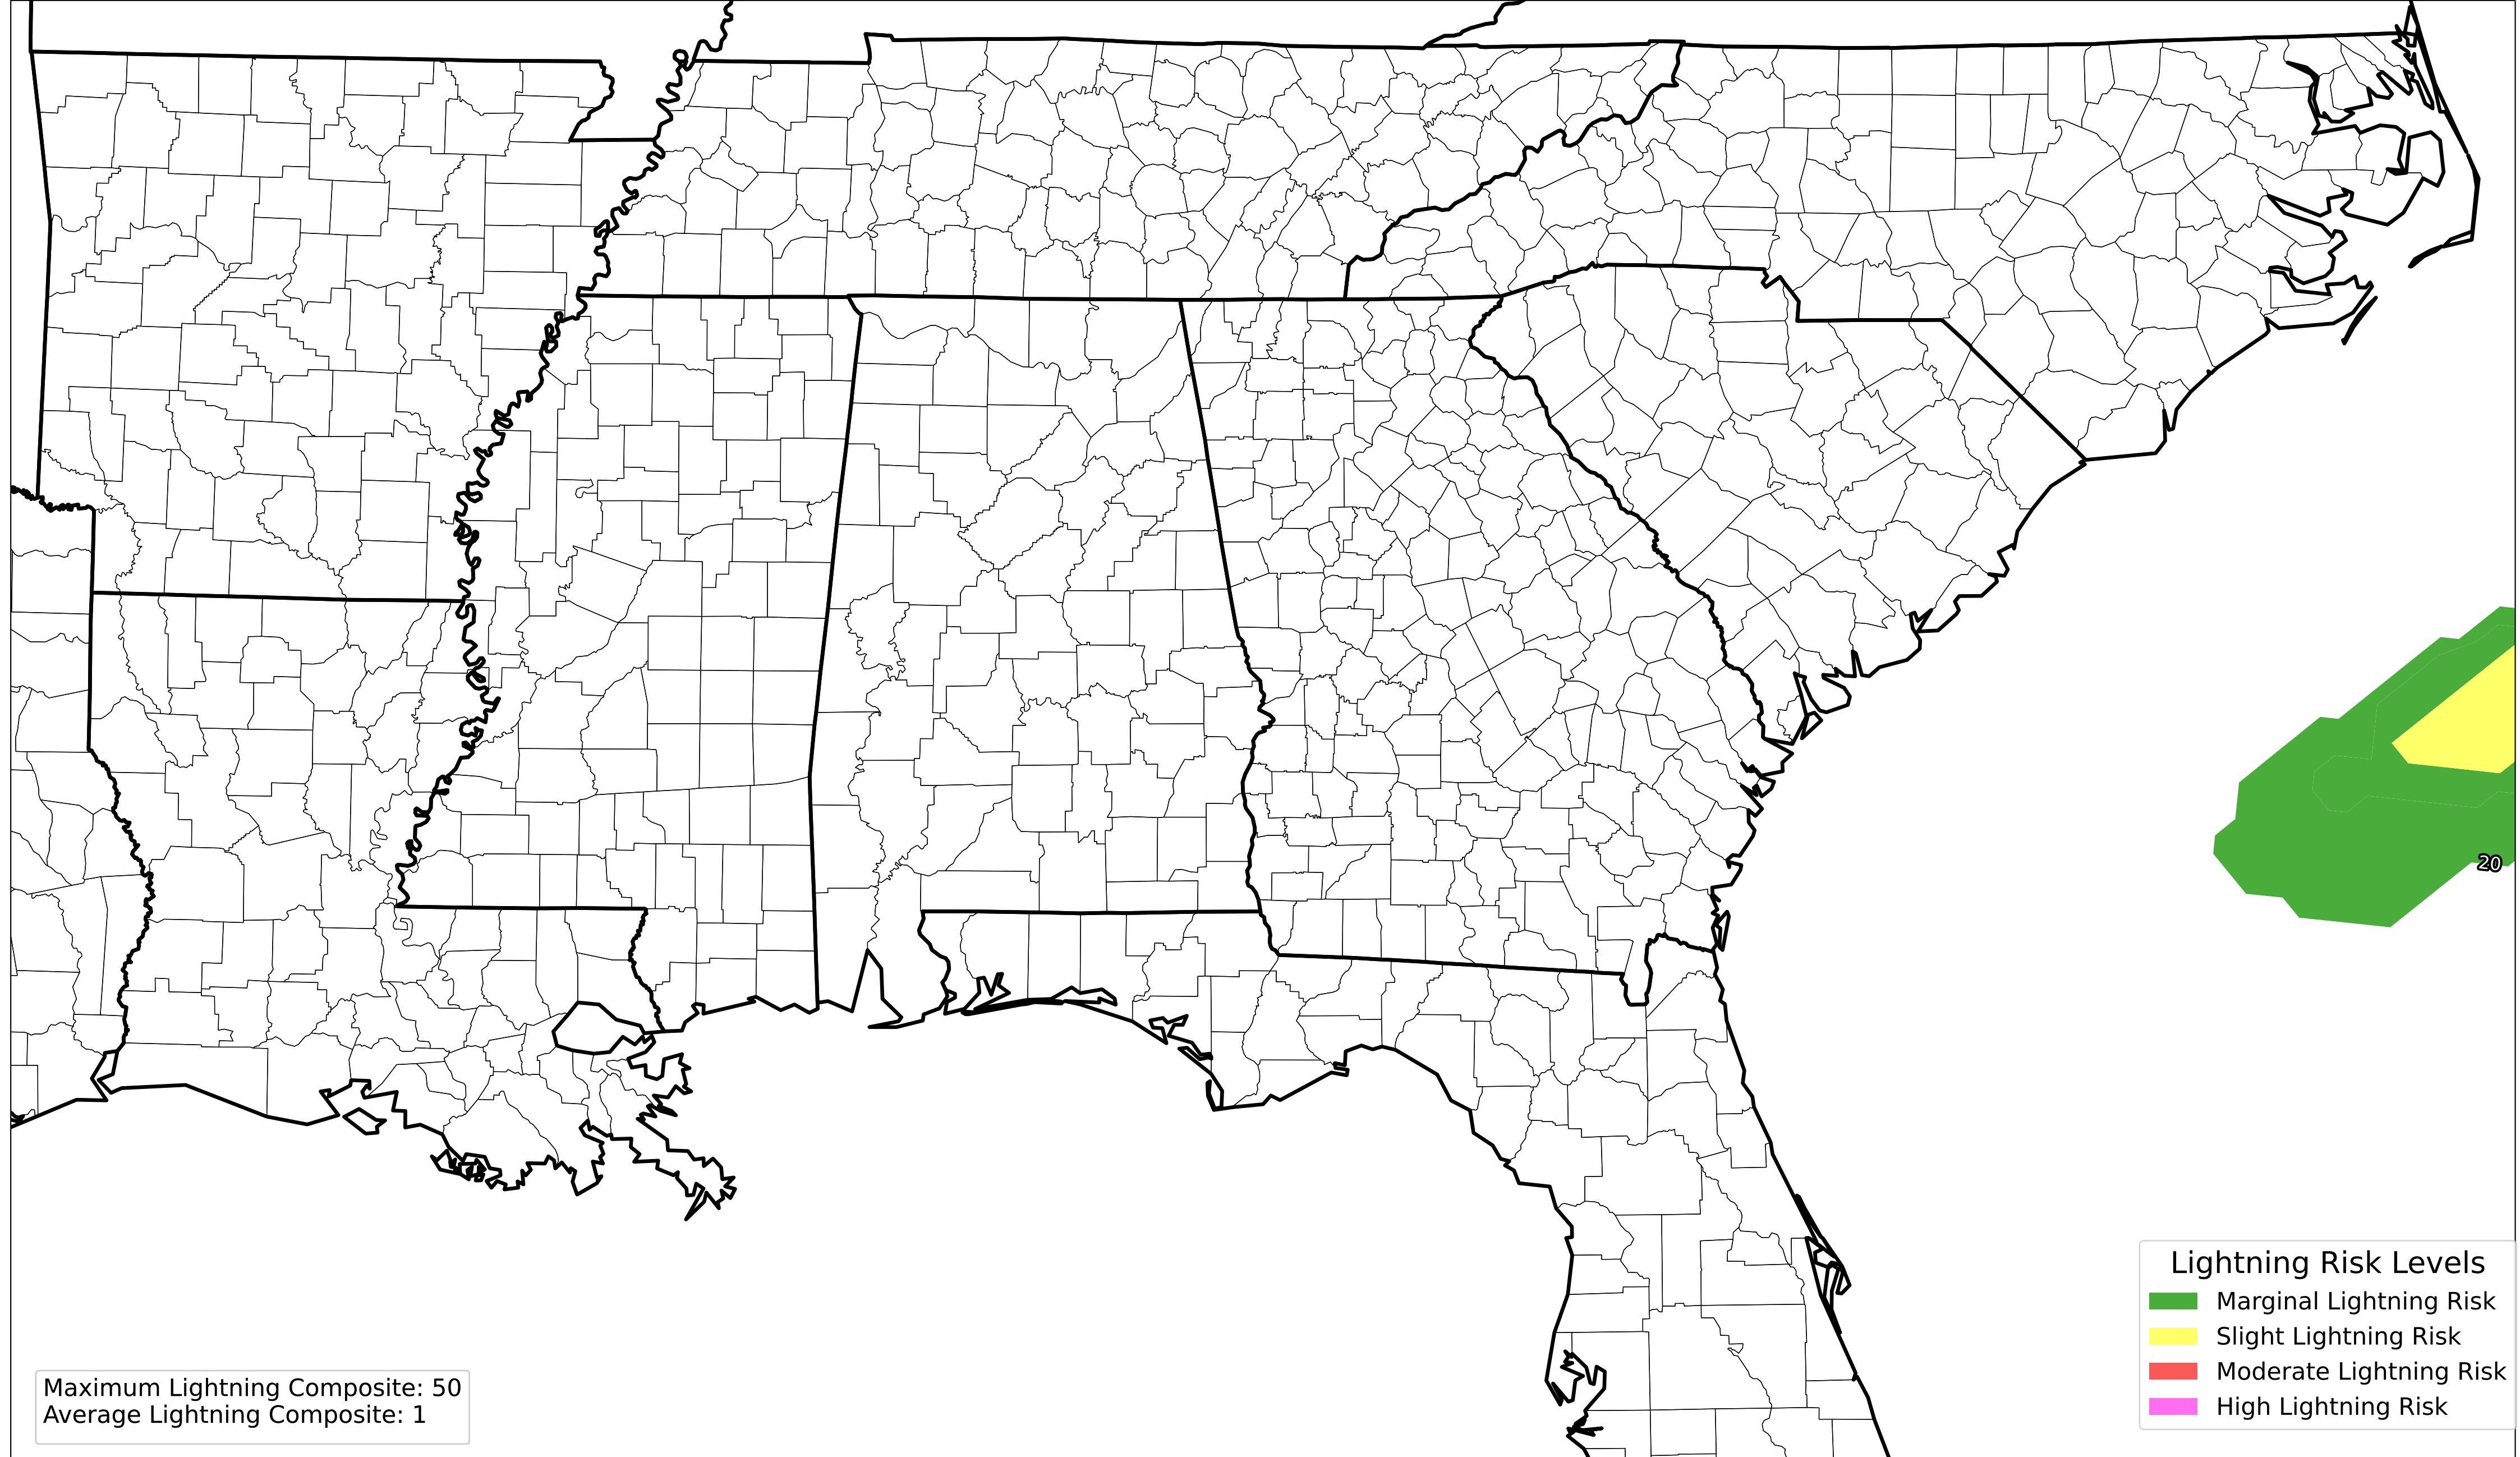 20
Lightning Risk Levels
Marginal Lightning Risk
Slight Lightning Risk
Moderate Lightning Risk
High Lightning Risk
Maximum Lightning Composite: 50
Average Lightning Composite: 1